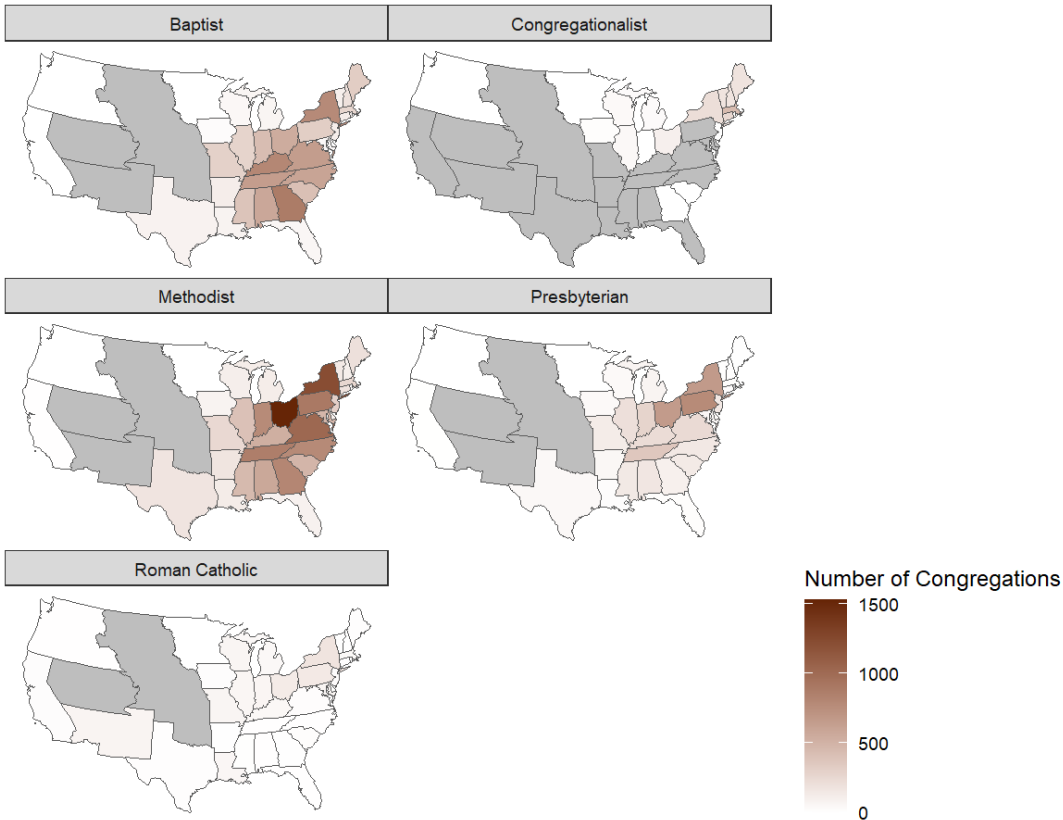 Baptist
Congregationalist
Methodist
Presbyterian
Roman Catholic
Number of Congregations
1500
1000
500
0